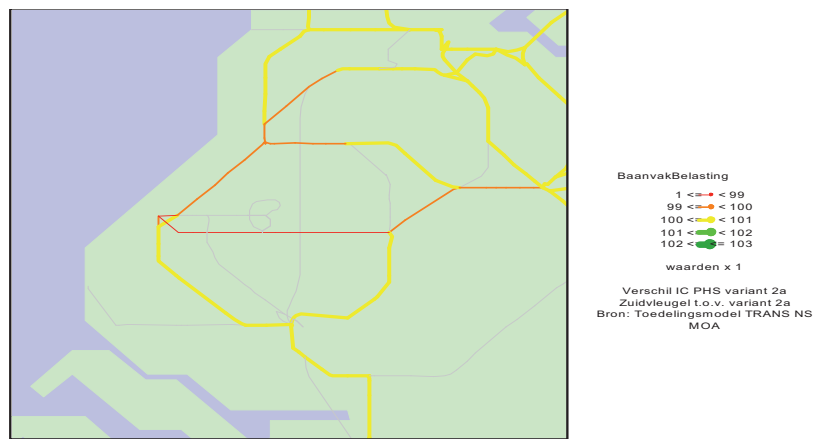 BaanvakBelasting
1 <= < 99
99 <= < 100
100 <= < 101
101 <= < 102
102 <= <= 103
waarden x 1
Verschil IC PHS variant 2a
Zuidvleugel t.o.v. variant 2a
Bron: Toedelingsmodel TRANS NS
MOA